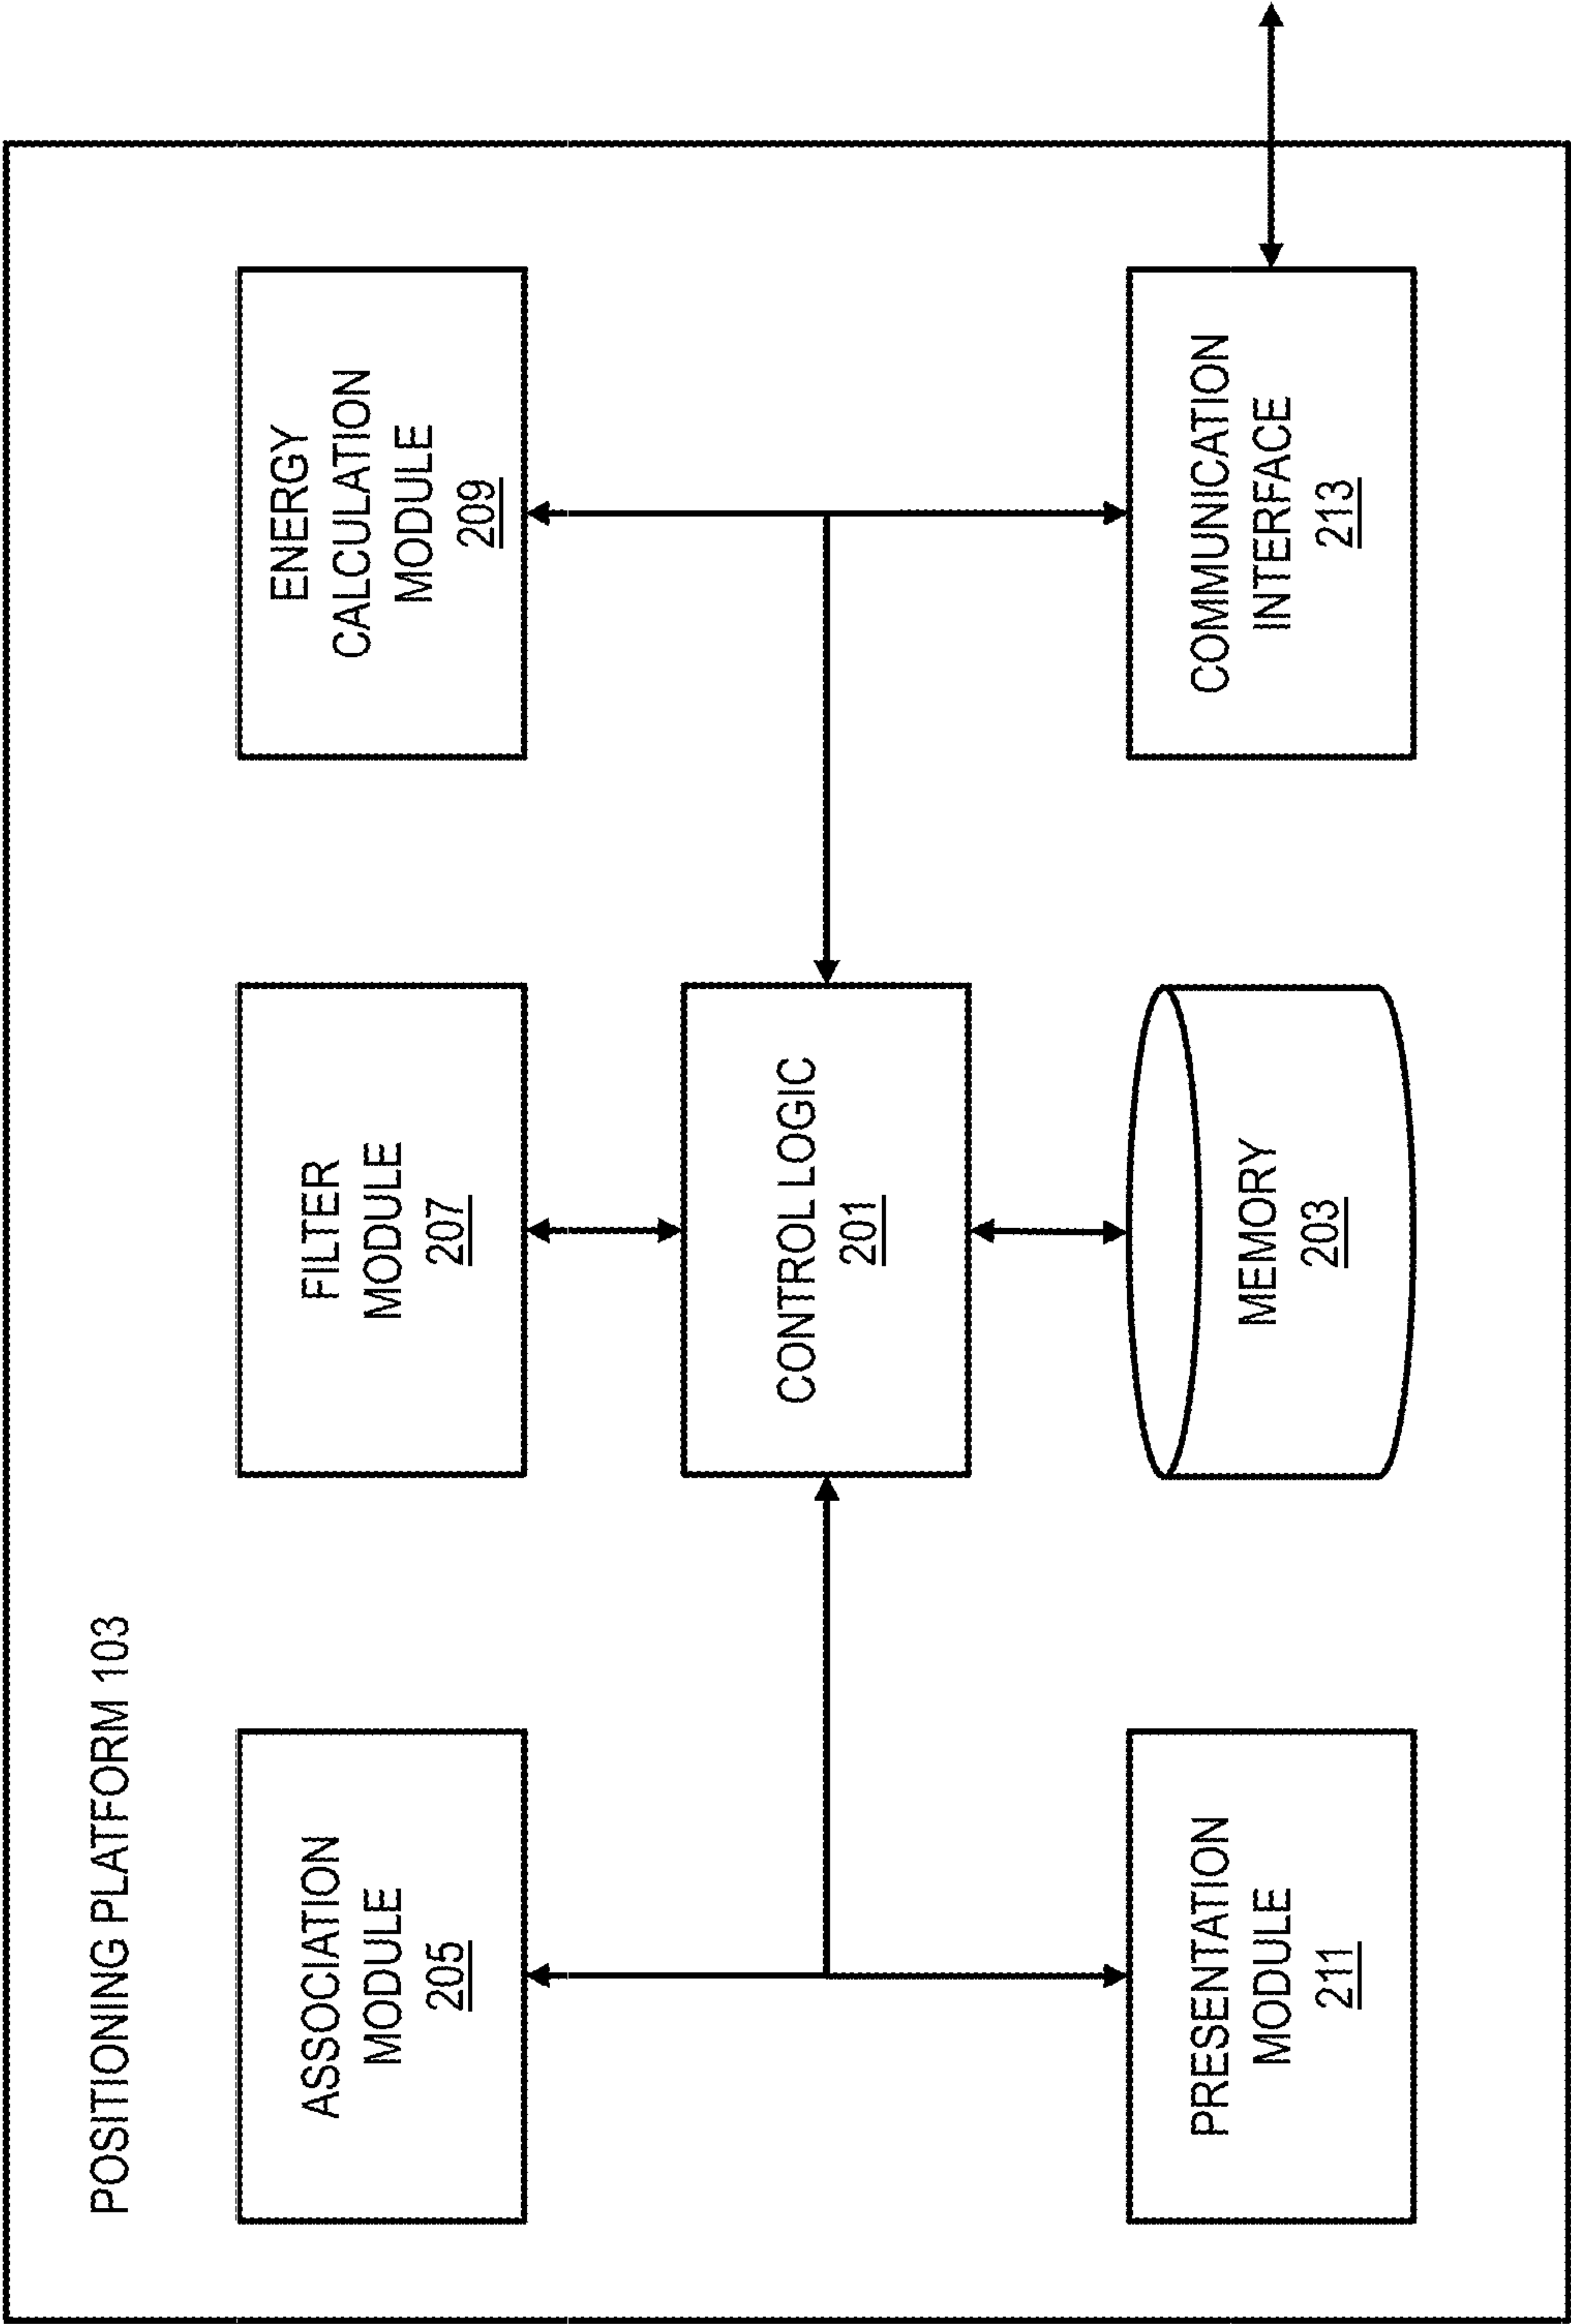 POSITIONING PLATFORM 103
ASSOCIATION
MODULE
205
FILTER
MODULE
207
ENERGY
CALCULATION
MODULE
209
CONTROL LOGIC
201
PRESENTATION
MODULE
211
MEMORY
203
COMMUNICATION
INTERFACE
213